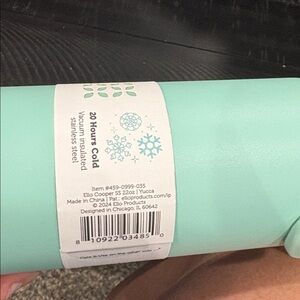 20 Hours Cold
Vacuum insulated
stainless steel
Item #459-0999-035
Ello Cooper SS 22oz | Yucca
Made in China | Pat.: elloproducts.com/ip
© 2024 Ello Products
Designed in Chicago, IL 60642
8 10922 03485 0